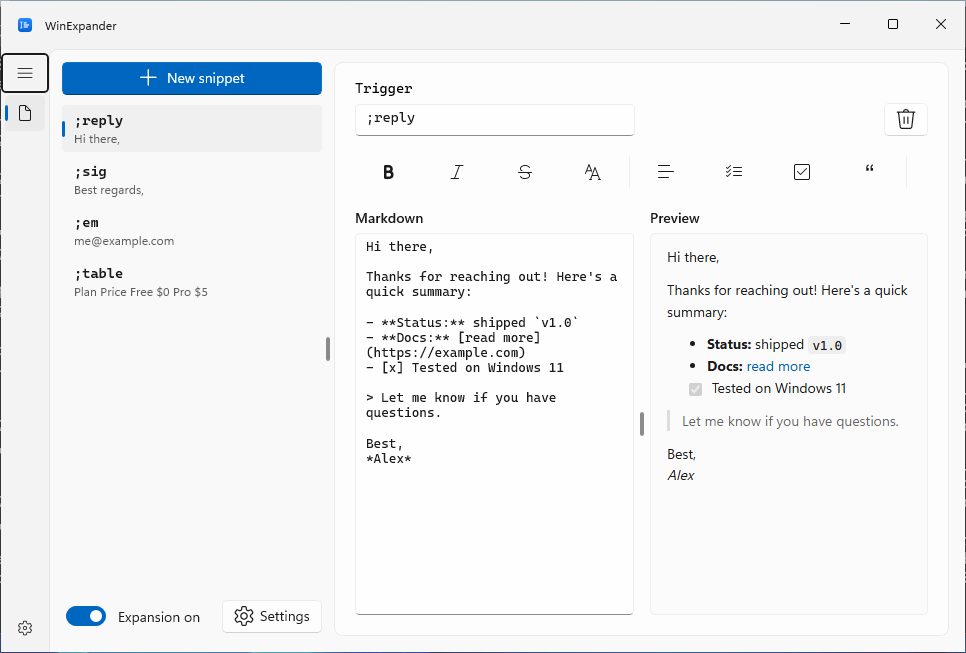 WinExpander
New snippet
;reply
Hi there,
;sig
Best regards,
;em
me@example.com
;table
Plan Price Free $0 Pro $5
Expansion on
Settings
Trigger
;reply
B I S AA “
Markdown
Hi there,
Thanks for reaching out! Here's a
quick summary:
- **Status:** shipped `v1.0`
- **Docs:** [read more]
(https://example.com)
- [x] Tested on Windows 11
> Let me know if you have
questions.
Best,
*Alex*
Preview
Hi there,
Thanks for reaching out! Here's a quick
summary:
• Status: shipped v1.0
• Docs: read more
Tested on Windows 11
Let me know if you have questions.
Best,
Alex